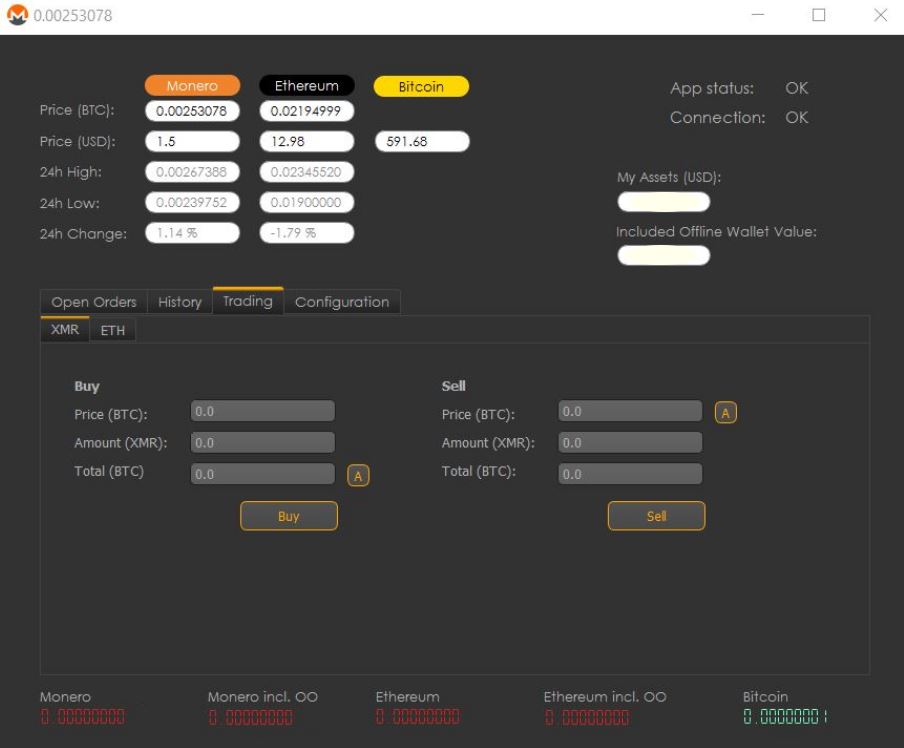 0.00253078
Monero Ethereum Bitcoin
App status: OK
Price (BTC): 0.00253078 0.02194999
Connection: OK
Price (USD): 1.5 12.98 591.68
24h High: 0.00267388 0.02345520
My Assets (USD):
24h Low: 0.00239752 0.01900000
24h Change: 1.14 % -1.79 %
Included Offline Wallet Value:
Open Orders History Trading Configuration
XMR ETH
Buy
Price (BTC): 0.0
Amount (XMR): 0.0
Total (BTC) 0.0 A
Buy
Sell
Price (BTC): 0.0 A
Amount (XMR): 0.0
Total (BTC): 0.0
Sell
Monero Monero incl. OO Ethereum Ethereum incl. OO Bitcoin
0.00000000 0.00000000 0.00000000 0.00000000 0.00000001